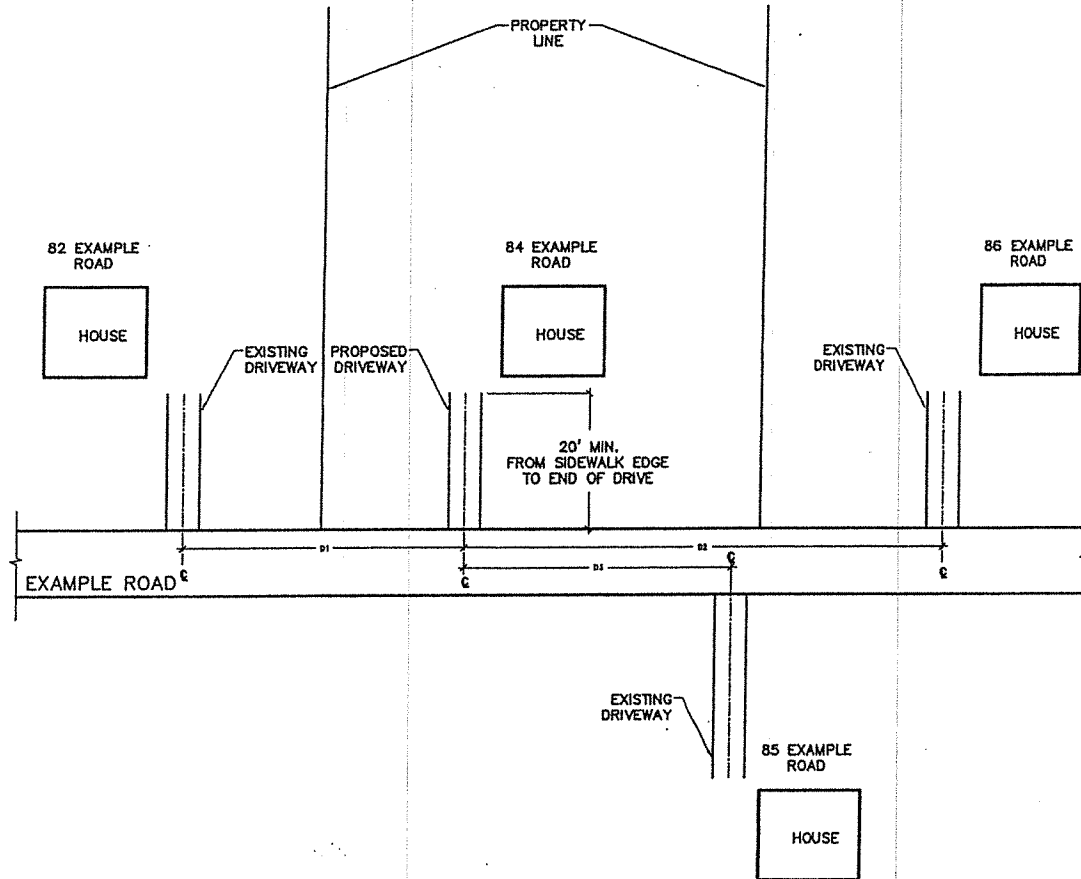 PROPERTY
LINE
82 EXAMPLE
ROAD
84 EXAMPLE
ROAD
86 EXAMPLE
ROAD
HOUSE
HOUSE
HOUSE
EXISTING
DRIVEWAY
PROPOSED
DRIVEWAY
EXISTING
DRIVEWAY
20' MIN.
FROM SIDEWALK EDGE
TO END OF DRIVE
D1
D2
D3
EXAMPLE ROAD
EXISTING
DRIVEWAY
85 EXAMPLE
ROAD
HOUSE